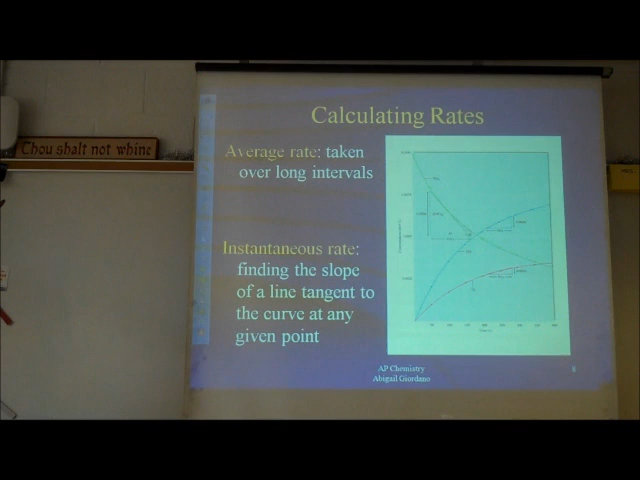 Thou shalt not whine
Calculating Rates
Average rate: taken
over long intervals
Instantaneous rate:
finding the slope
of a line tangent to
the curve at any
given point
AP Chemistry
Abigail Giordano
8